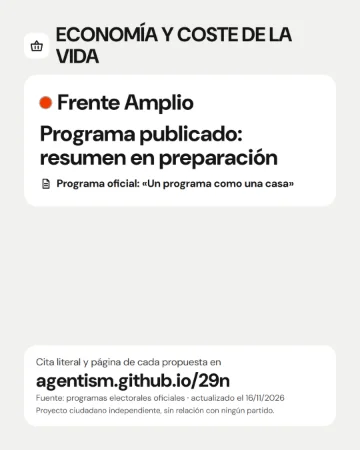 ECONOMÍA Y COSTE DE LA
VIDA
Frente Amplio
Programa publicado:
resumen en preparación
Programa oficial: «Un programa como una casa»
Cita literal y página de cada propuesta en
agentism.github.io/29n
Fuente: programas electorales oficiales · actualizado el 16/11/2026
Proyecto ciudadano independiente, sin relación con ningún partido.